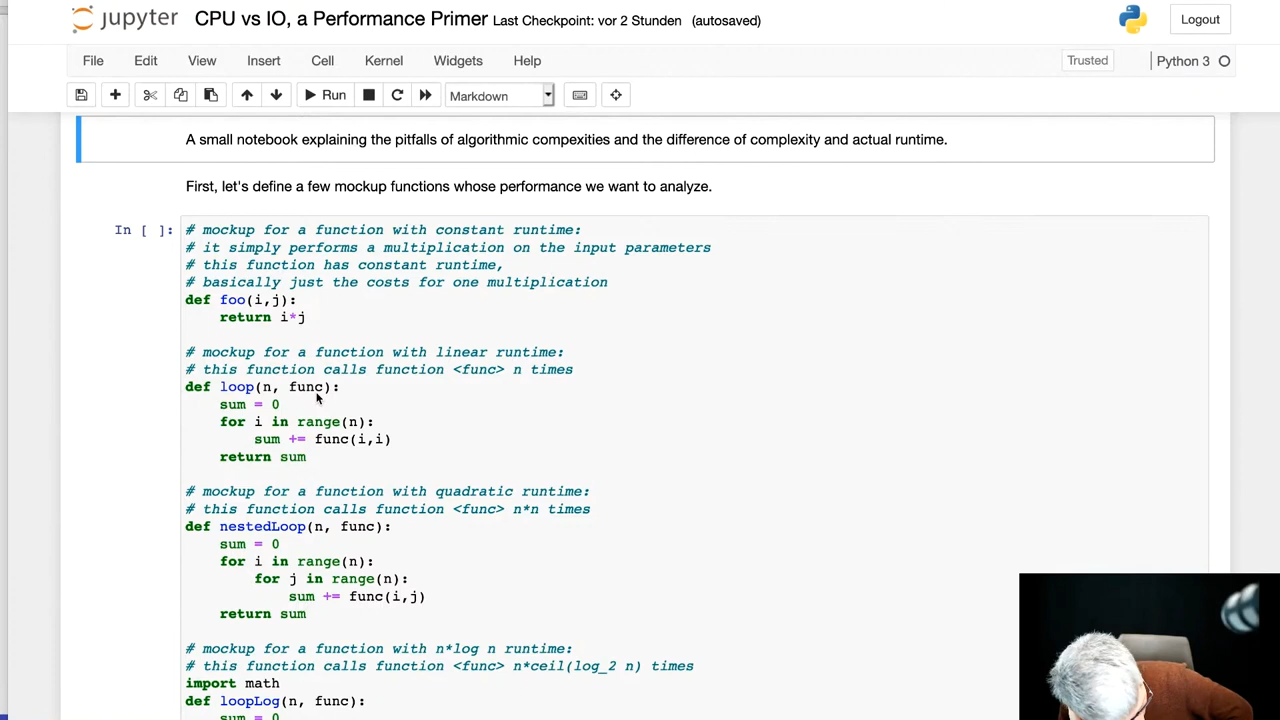 jupyter CPU vs IO, a Performance Primer Last Checkpoint: vor 2 Stunden (autosaved)
Logout
File Edit View Insert Cell Kernel Widgets Help Trusted Python 3
Run Markdown
A small notebook explaining the pitfalls of algorithmic compexities and the difference of complexity and actual runtime.
First, let's define a few mockup functions whose performance we want to analyze.
In [ ]: # mockup for a function with constant runtime:
# it simply performs a multiplication on the input parameters
# this function has constant runtime,
# basically just the costs for one multiplication
def foo(i,j):
    return i*j
# mockup for a function with linear runtime:
# this function calls function <func> n times
def loop(n, func):
    sum = 0
    for i in range(n):
        sum += func(i,i)
    return sum
# mockup for a function with quadratic runtime:
# this function calls function <func> n*n times
def nestedLoop(n, func):
    sum = 0
    for i in range(n):
        for j in range(n):
            sum += func(i,j)
    return sum
# mockup for a function with n*log n runtime:
# this function calls function <func> n*ceil(log_2 n) times
import math
def loopLog(n, func):
    sum = 0